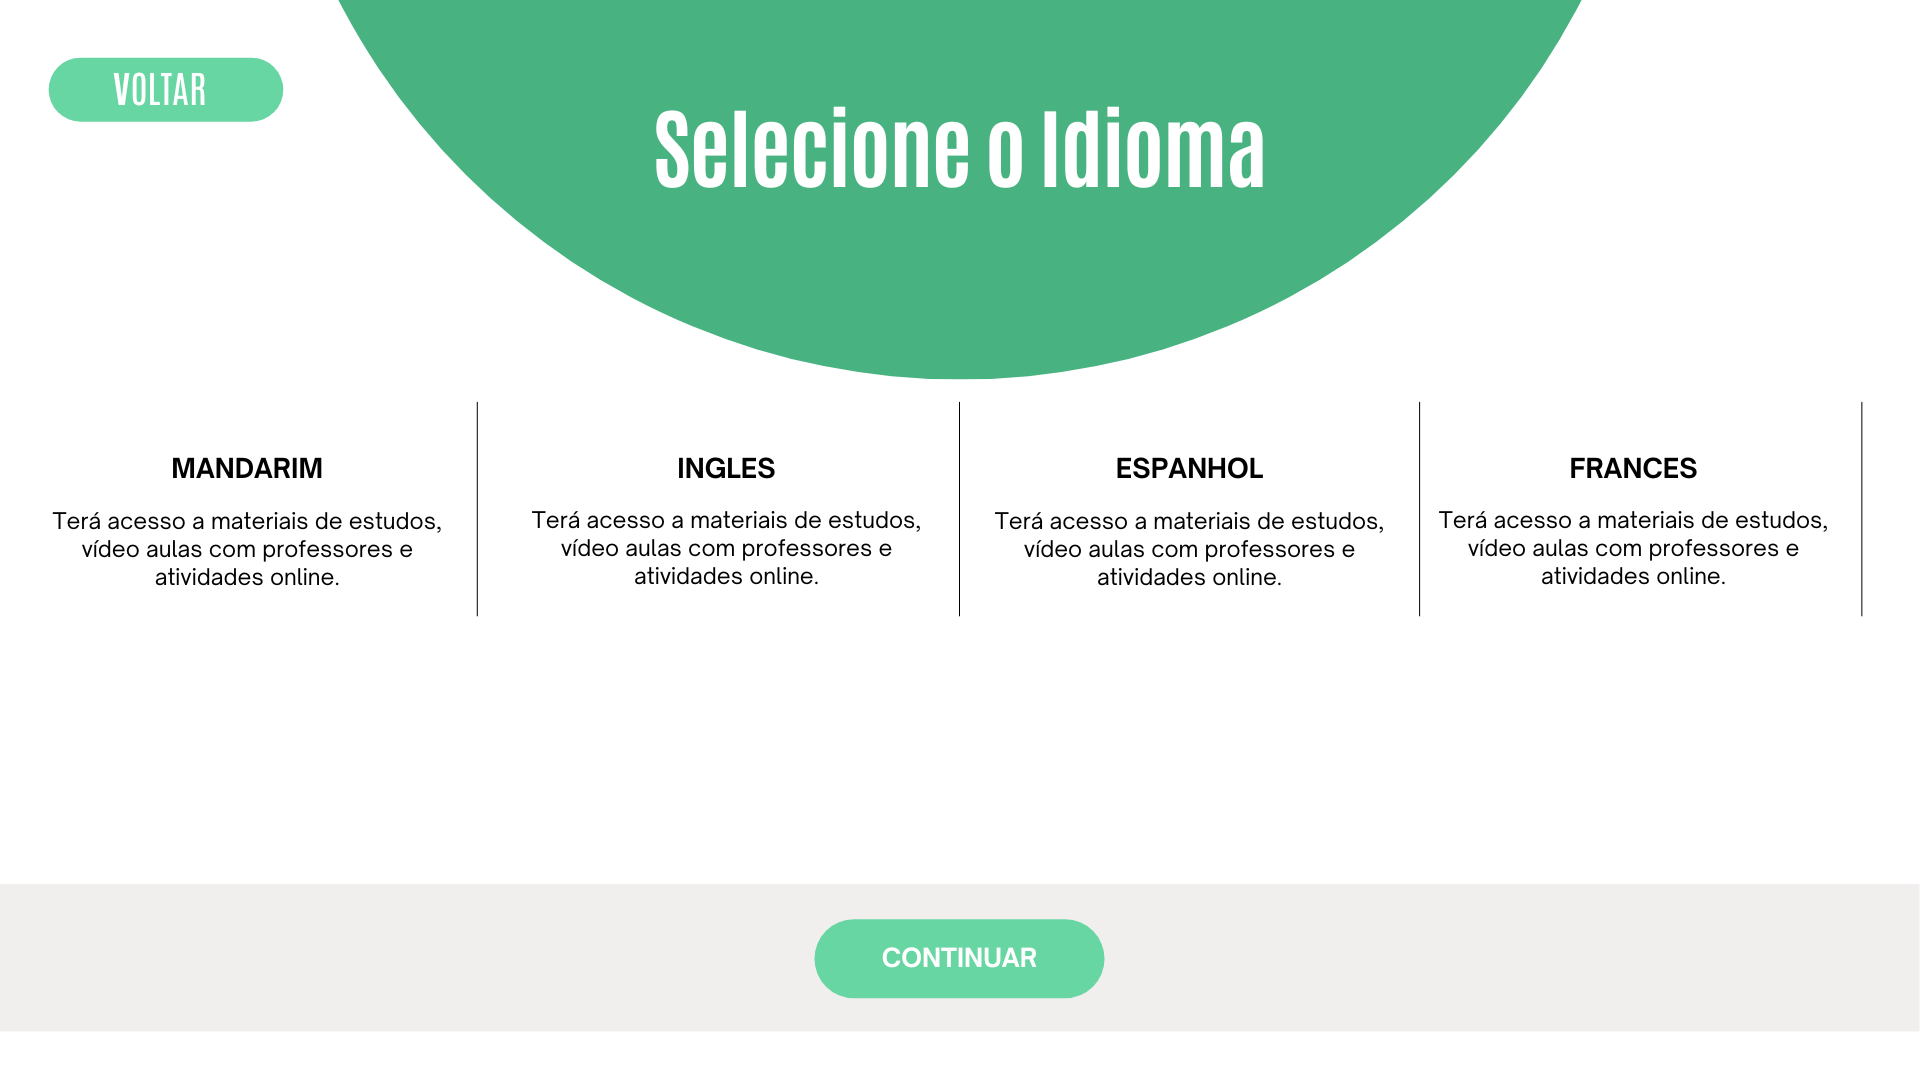 VOLTAR
Selecione o Idioma
MANDARIM
Terá acesso a materiais de estudos,
vídeo aulas com professores e
atividades online.
INGLES
Terá acesso a materiais de estudos,
vídeo aulas com professores e
atividades online.
ESPANHOL
Terá acesso a materiais de estudos,
vídeo aulas com professores e
atividades online.
FRANCES
Terá acesso a materiais de estudos,
vídeo aulas com professores e
atividades online.
CONTINUAR